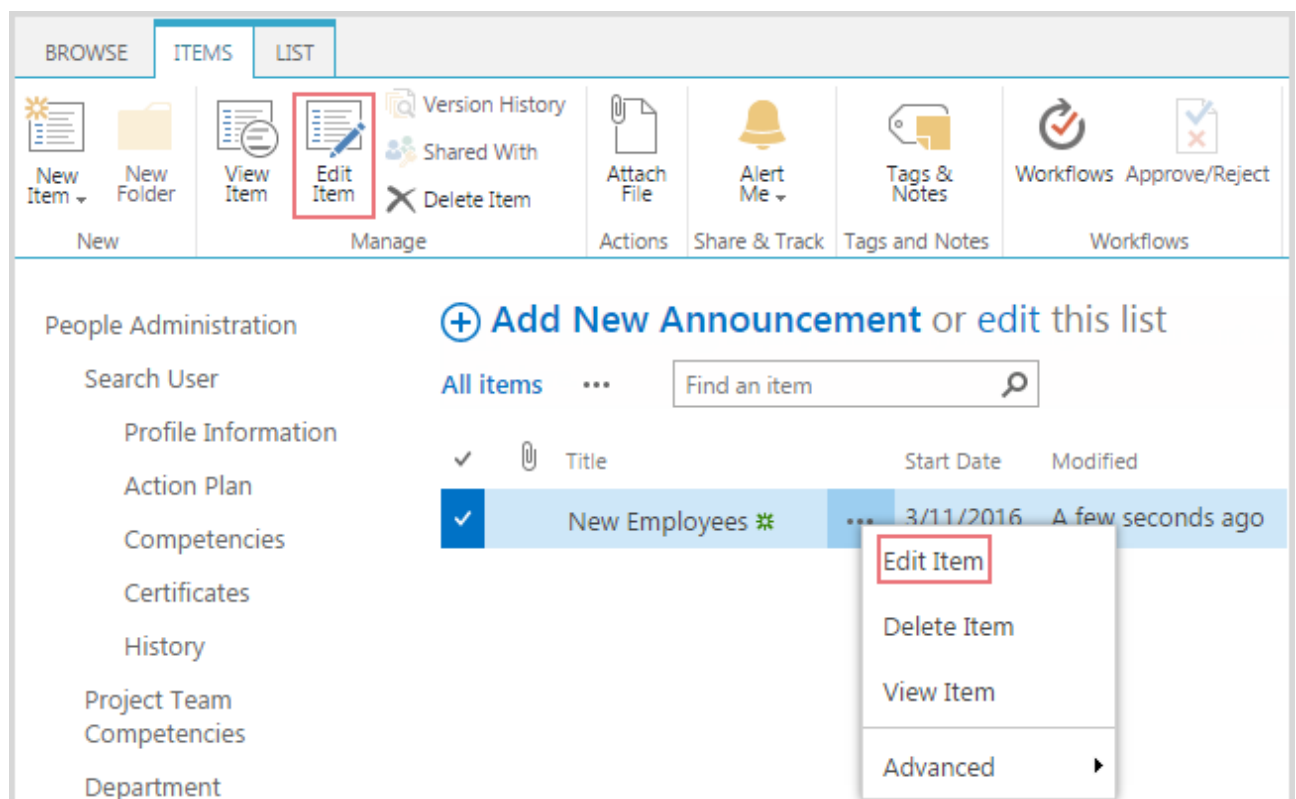 BROWSE ITEMS LIST
New Item
New Folder
View Item
Edit Item
Version History
Shared With
Delete Item
Attach File
Alert Me
Tags & Notes
Workflows
Approve/Reject
New
Manage
Actions
Share & Track
Tags and Notes
Workflows
People Administration
Search User
Profile Information
Action Plan
Competencies
Certificates
History
Project Team
Competencies
Department
Add New Announcement or edit this list
All items ••• Find an item
Title Start Date Modified
New Employees ••• 3/11/2016 A few seconds ago
Edit Item
Delete Item
View Item
Advanced